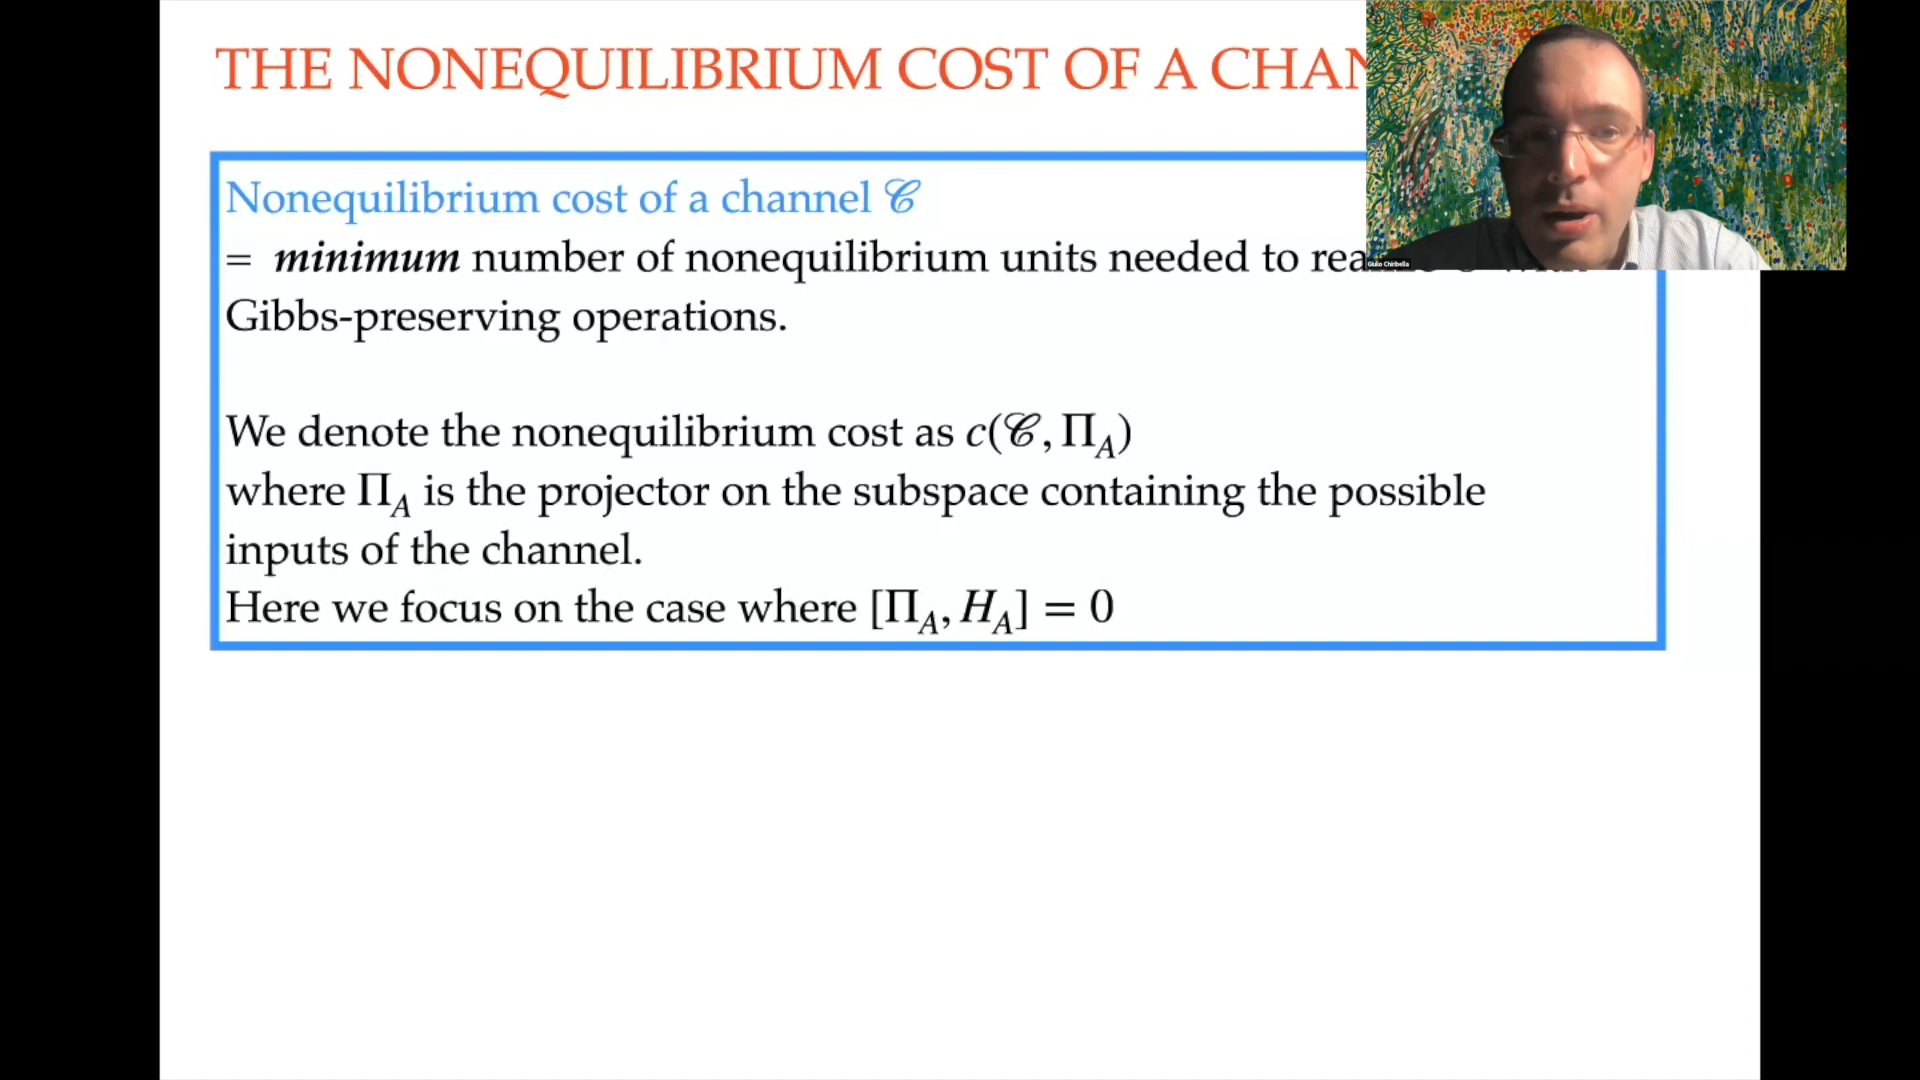 THE NONEQUILIBRIUM COST OF A CHAN
Nonequilibrium cost of a channel 𝒞
= minimum number of nonequilibrium units needed to rea
Gibbs-preserving operations.
We denote the nonequilibrium cost as c(𝒞, Π_A)
where Π_A is the projector on the subspace containing the possible
inputs of the channel.
Here we focus on the case where [Π_A, H_A] = 0
Giulio Chiribella